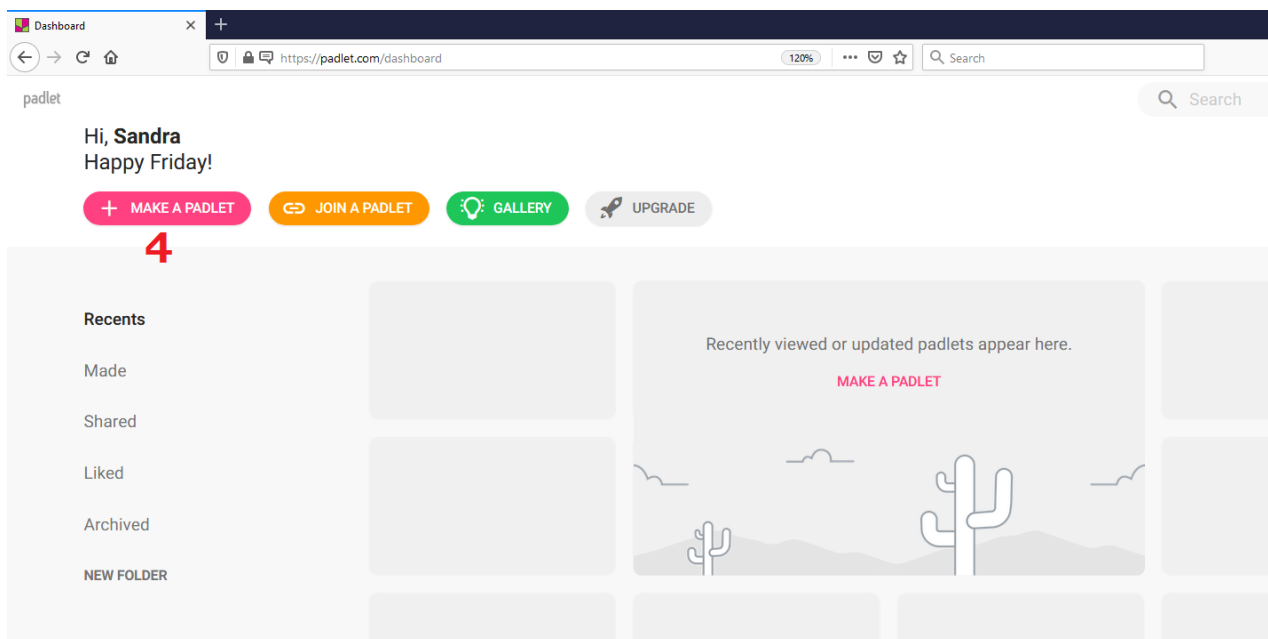 Dashboard
https://padlet.com/dashboard
120%
Search
padlet
Search
Hi, Sandra
Happy Friday!
MAKE A PADLET
JOIN A PADLET
GALLERY
UPGRADE
4
Recents
Made
Shared
Liked
Archived
NEW FOLDER
Recently viewed or updated padlets appear here.
MAKE A PADLET